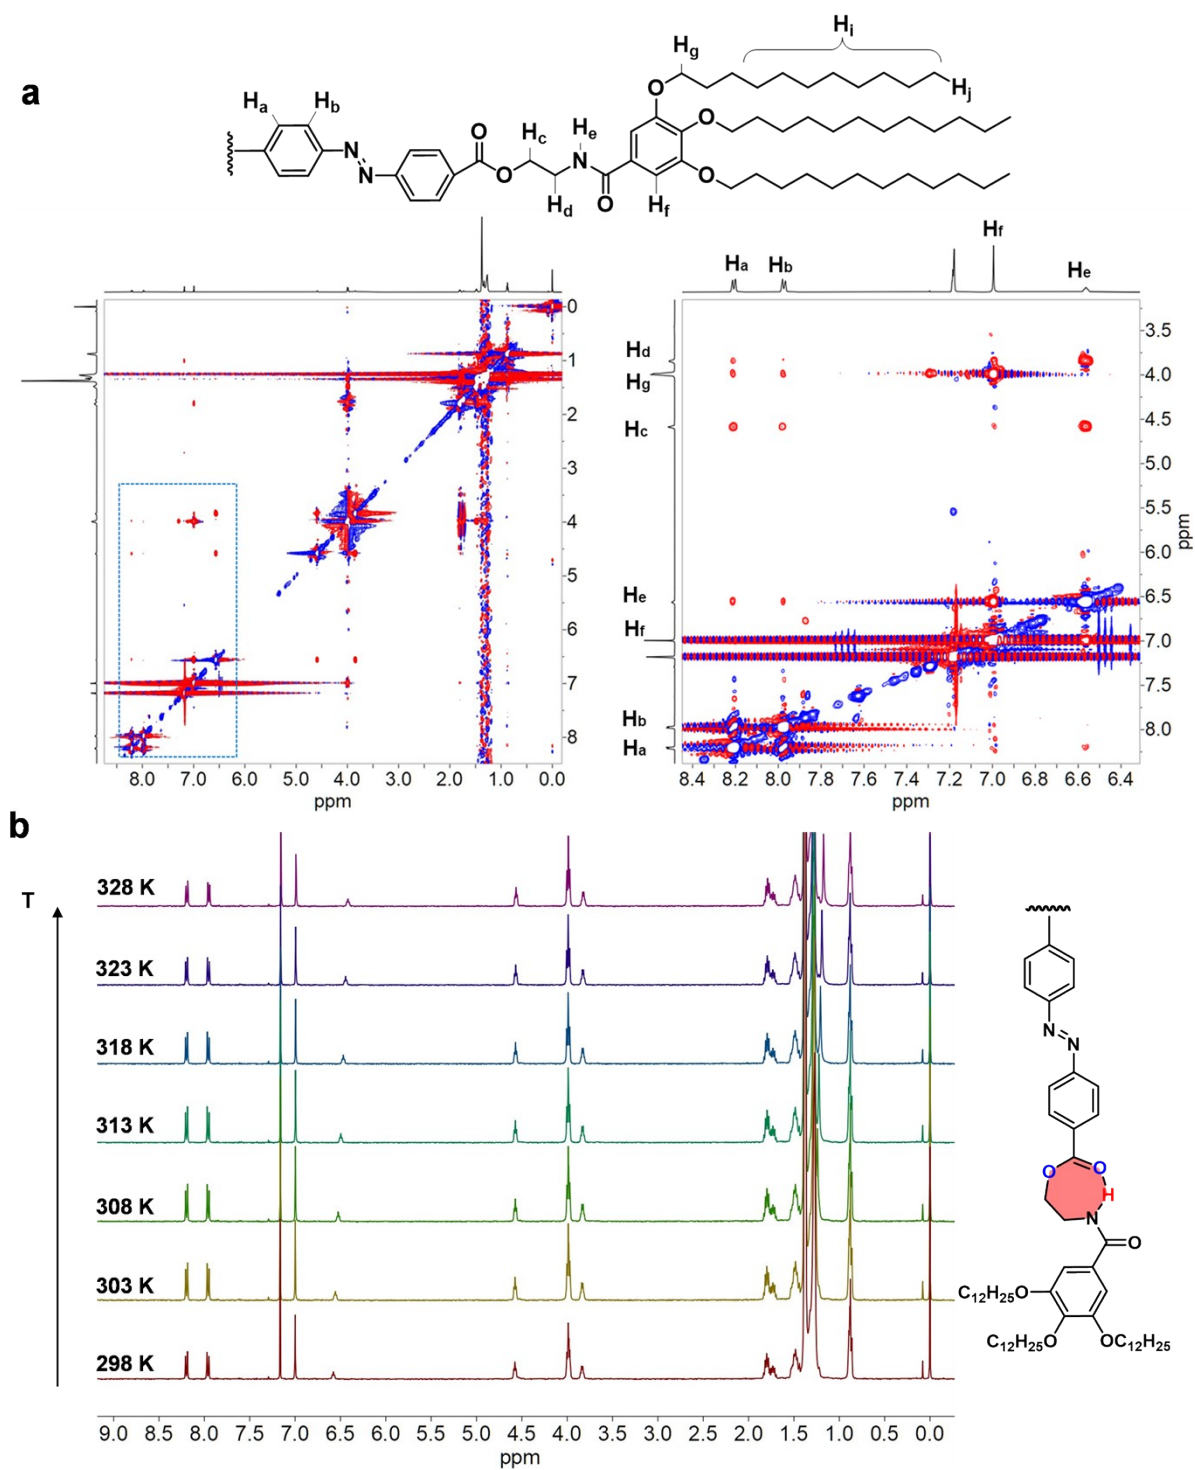 a
Hi
Hg
Hj
O
Ha Hb
O
Hc
He
O
N
N
N
O
O
O
Hd
Hf
0
1
2
3
4
5
6
7
8
8.0 7.0 6.0 5.0 4.0 3.0 2.0 1.0 0.0
ppm
Ha Hb Hf He
Hd
Hg
Hc
He
Hf
Hb
Ha
3.5
4.0
4.5
5.0
5.5
6.0
6.5
7.0
7.5
8.0
ppm
8.4 8.2 8.0 7.8 7.6 7.4 7.2 7.0 6.8 6.6 6.4
ppm
b
T
328 K
323 K
318 K
313 K
308 K
303 K
298 K
9.0 8.5 8.0 7.5 7.0 6.5 6.0 5.5 5.0 4.5 4.0 3.5 3.0 2.5 2.0 1.5 1.0 0.5 0.0
ppm
N
N
O O
H
N
O
C12H25O
C12H25O OC12H25